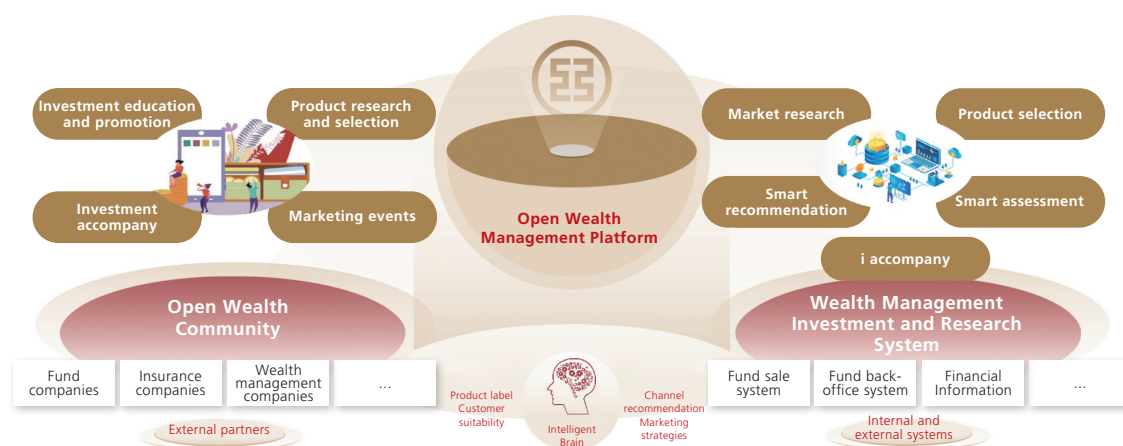 Investment education
and promotion
Product research
and selection
Investment
accompany
Marketing events
Open Wealth
Management Platform
Market research
Product selection
Smart
recommendation
Smart assessment
i accompany
Open Wealth
Community
Wealth Management
Investment and Research
System
Fund
companies
Insurance
companies
Wealth
management
companies
...
External partners
Product label
Customer
suitability
Intelligent
Brain
Channel
recommendation
Marketing
strategies
Fund sale
system
Fund back-
office system
Financial
Information
...
Internal and
external systems